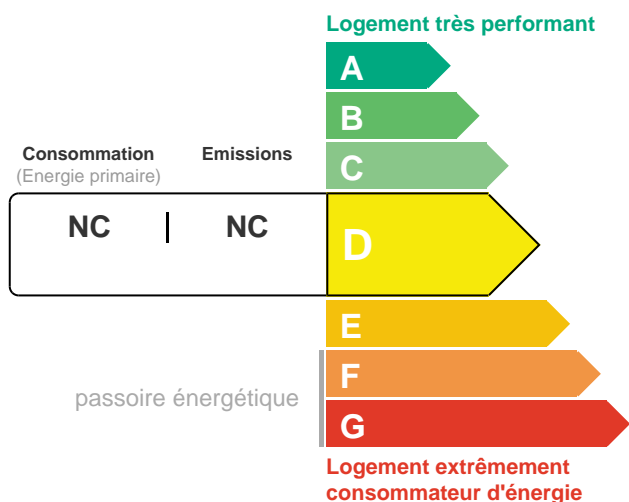 Logement très performant
A
B
Consommation Emissions
(Energie primaire)
C
NC NC
D
E
F
passoire énergétique
G
Logement extrêmement
consommateur d'énergie